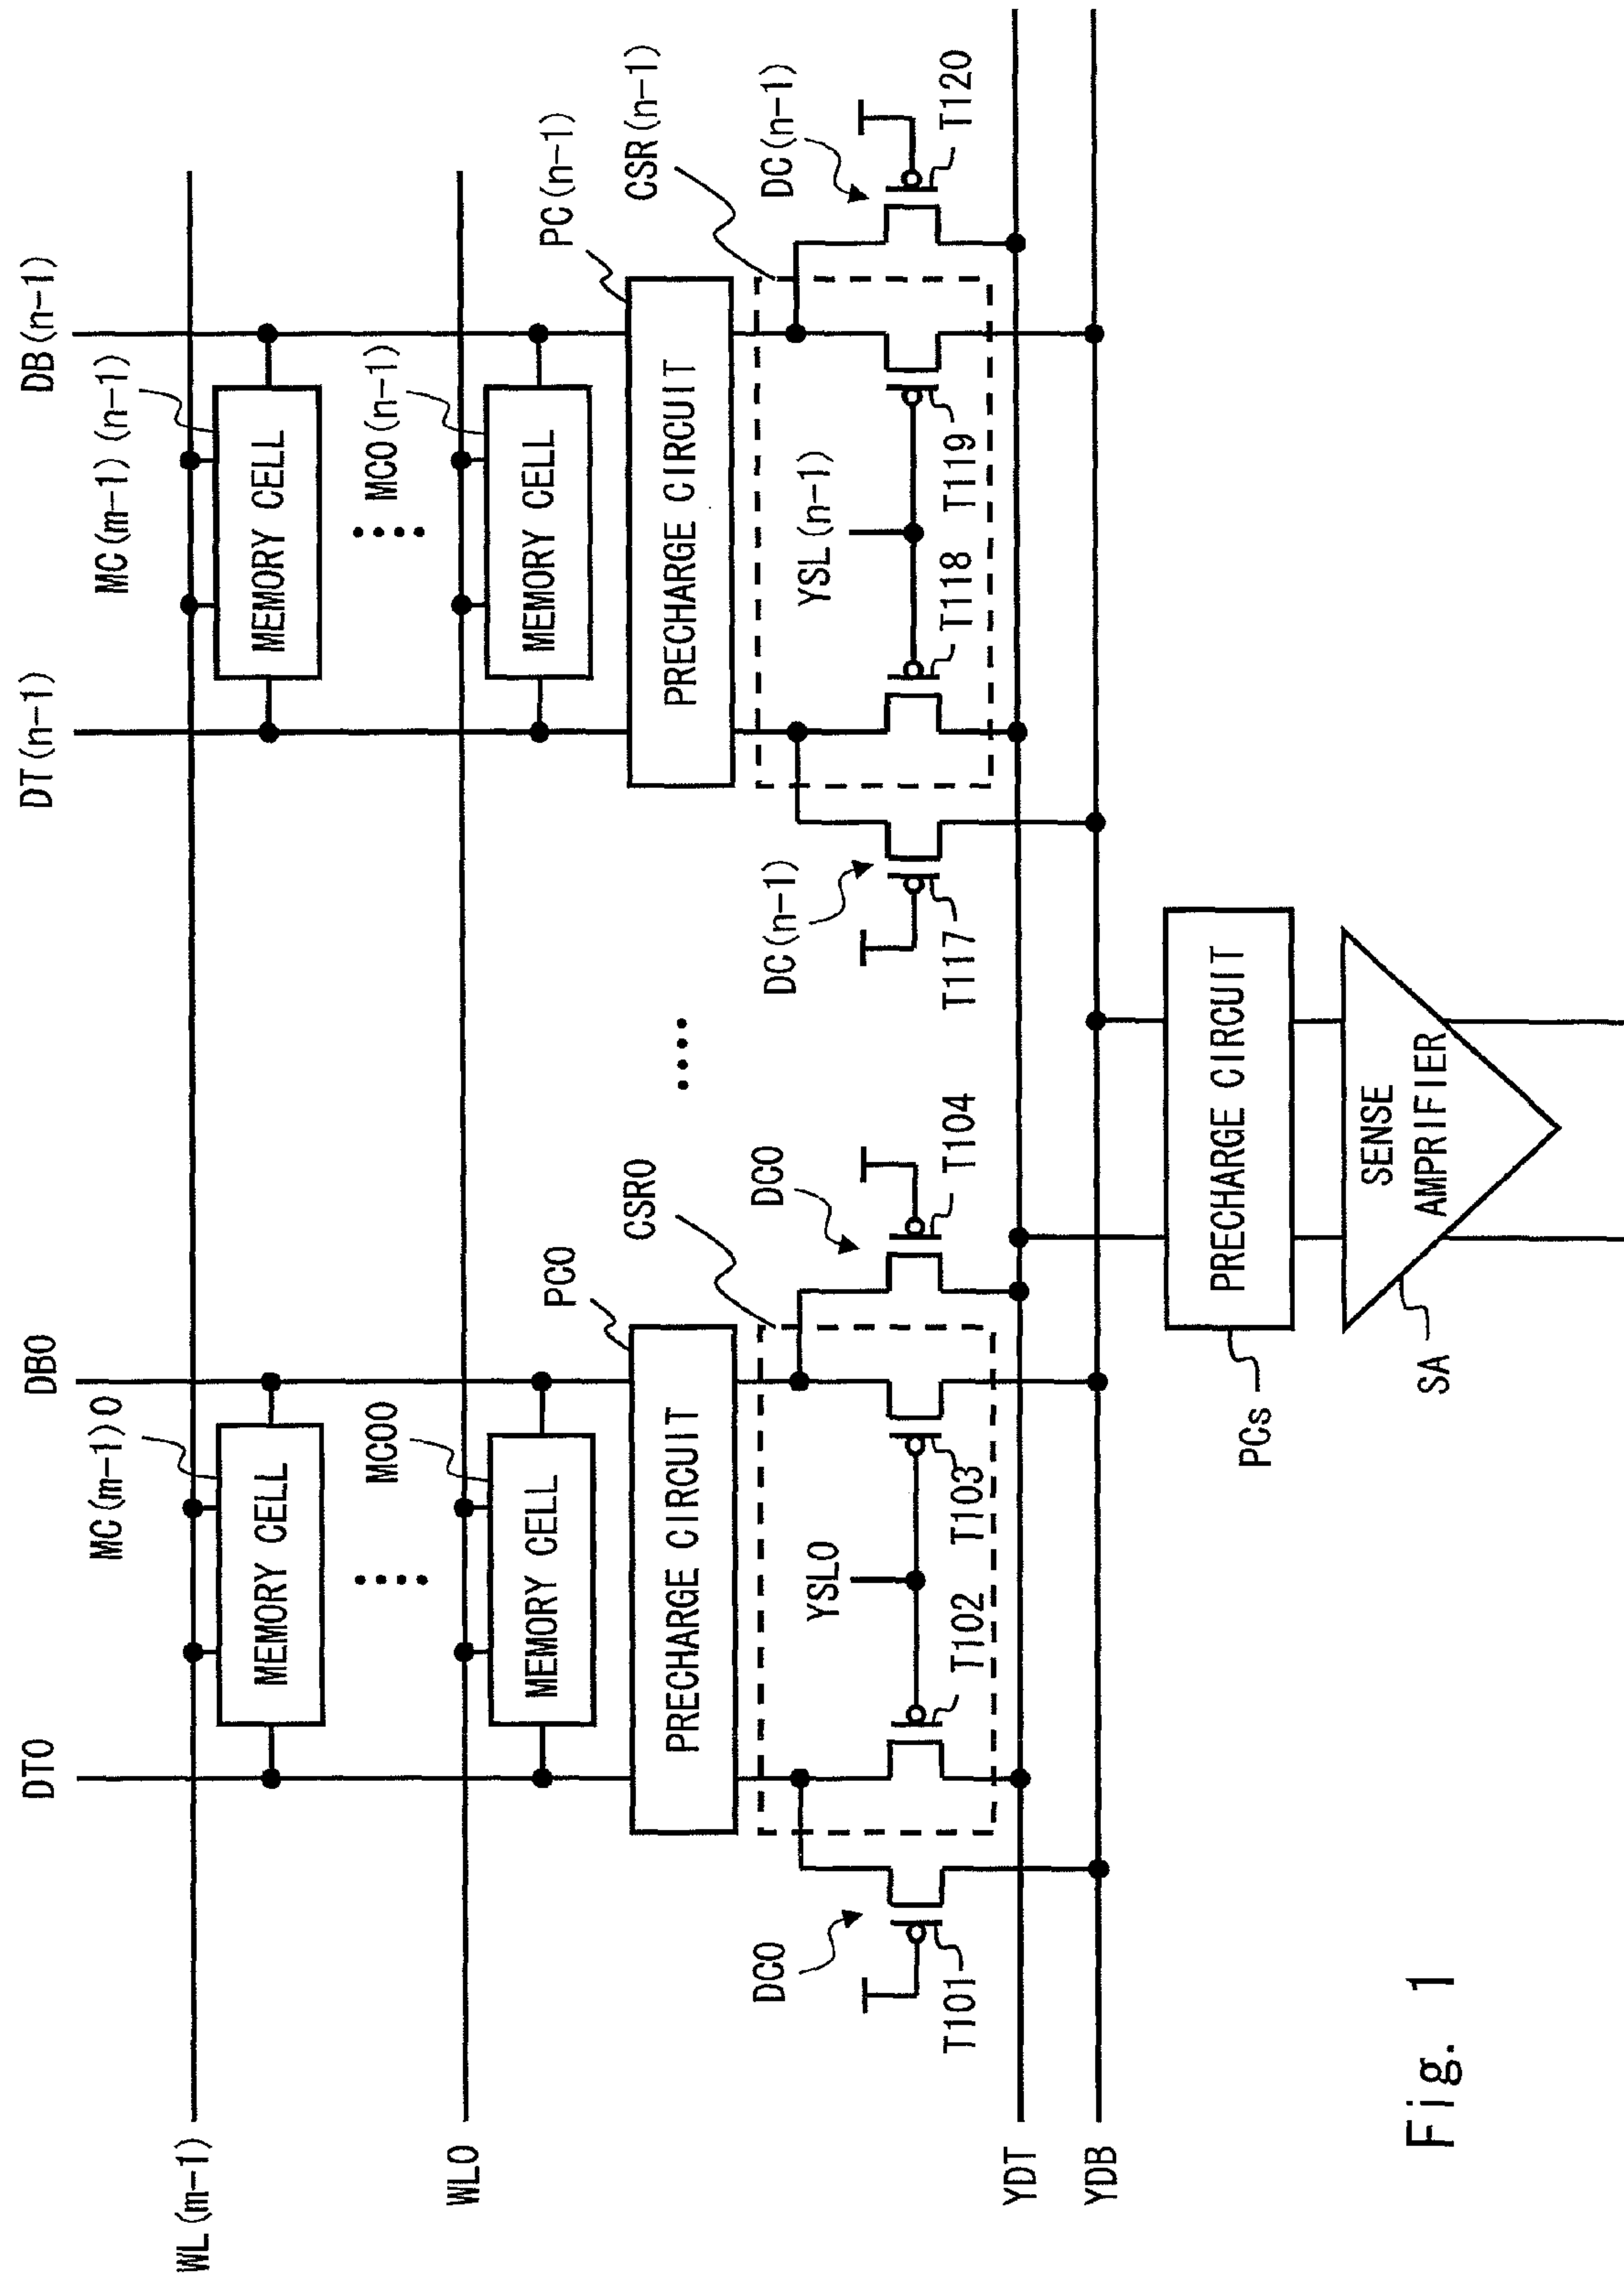 DT0
DB0
DT(n-1)
DB(n-1)
WL(m-1)
MC(m-1)0
MC(m-1)(n-1)
MEMORY CELL
MEMORY CELL
WL0
MC00
MC0(n-1)
MEMORY CELL
MEMORY CELL
PC0
PC(n-1)
PRECHARGE CIRCUIT
PRECHARGE CIRCUIT
CSR0
CSR(n-1)
DC0
YSL0
DC0
DC(n-1)
YSL(n-1)
DC(n-1)
T101
T102
T103
T104
T117
T118
T119
T120
YDT
YDB
PRECHARGE CIRCUIT
PCs
SENSE
AMPRIFIER
SA
Fig. 1